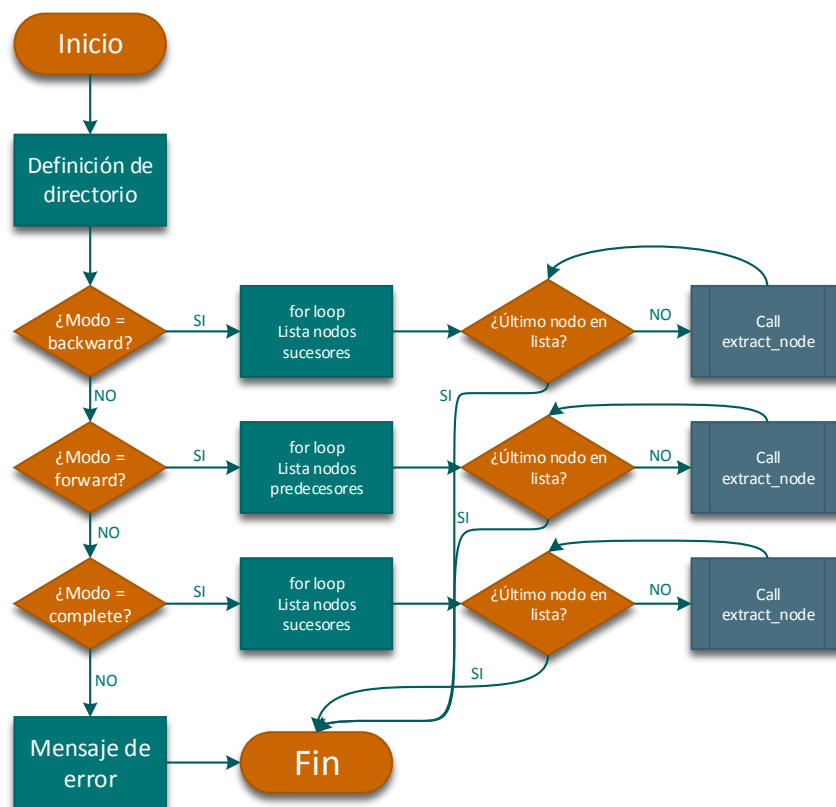 Inicio
Definición de
directorio
¿Modo =
backward?
SI
for loop
Lista nodos
sucesores
¿Último nodo en
lista?
NO
Call
extract_node
NO
SI
¿Modo =
forward?
SI
for loop
Lista nodos
predecesores
¿Último nodo en
lista?
NO
Call
extract_node
NO
SI
¿Modo =
complete?
SI
for loop
Lista nodos
sucesores
¿Último nodo en
lista?
NO
Call
extract_node
NO
SI
Mensaje de
error
Fin